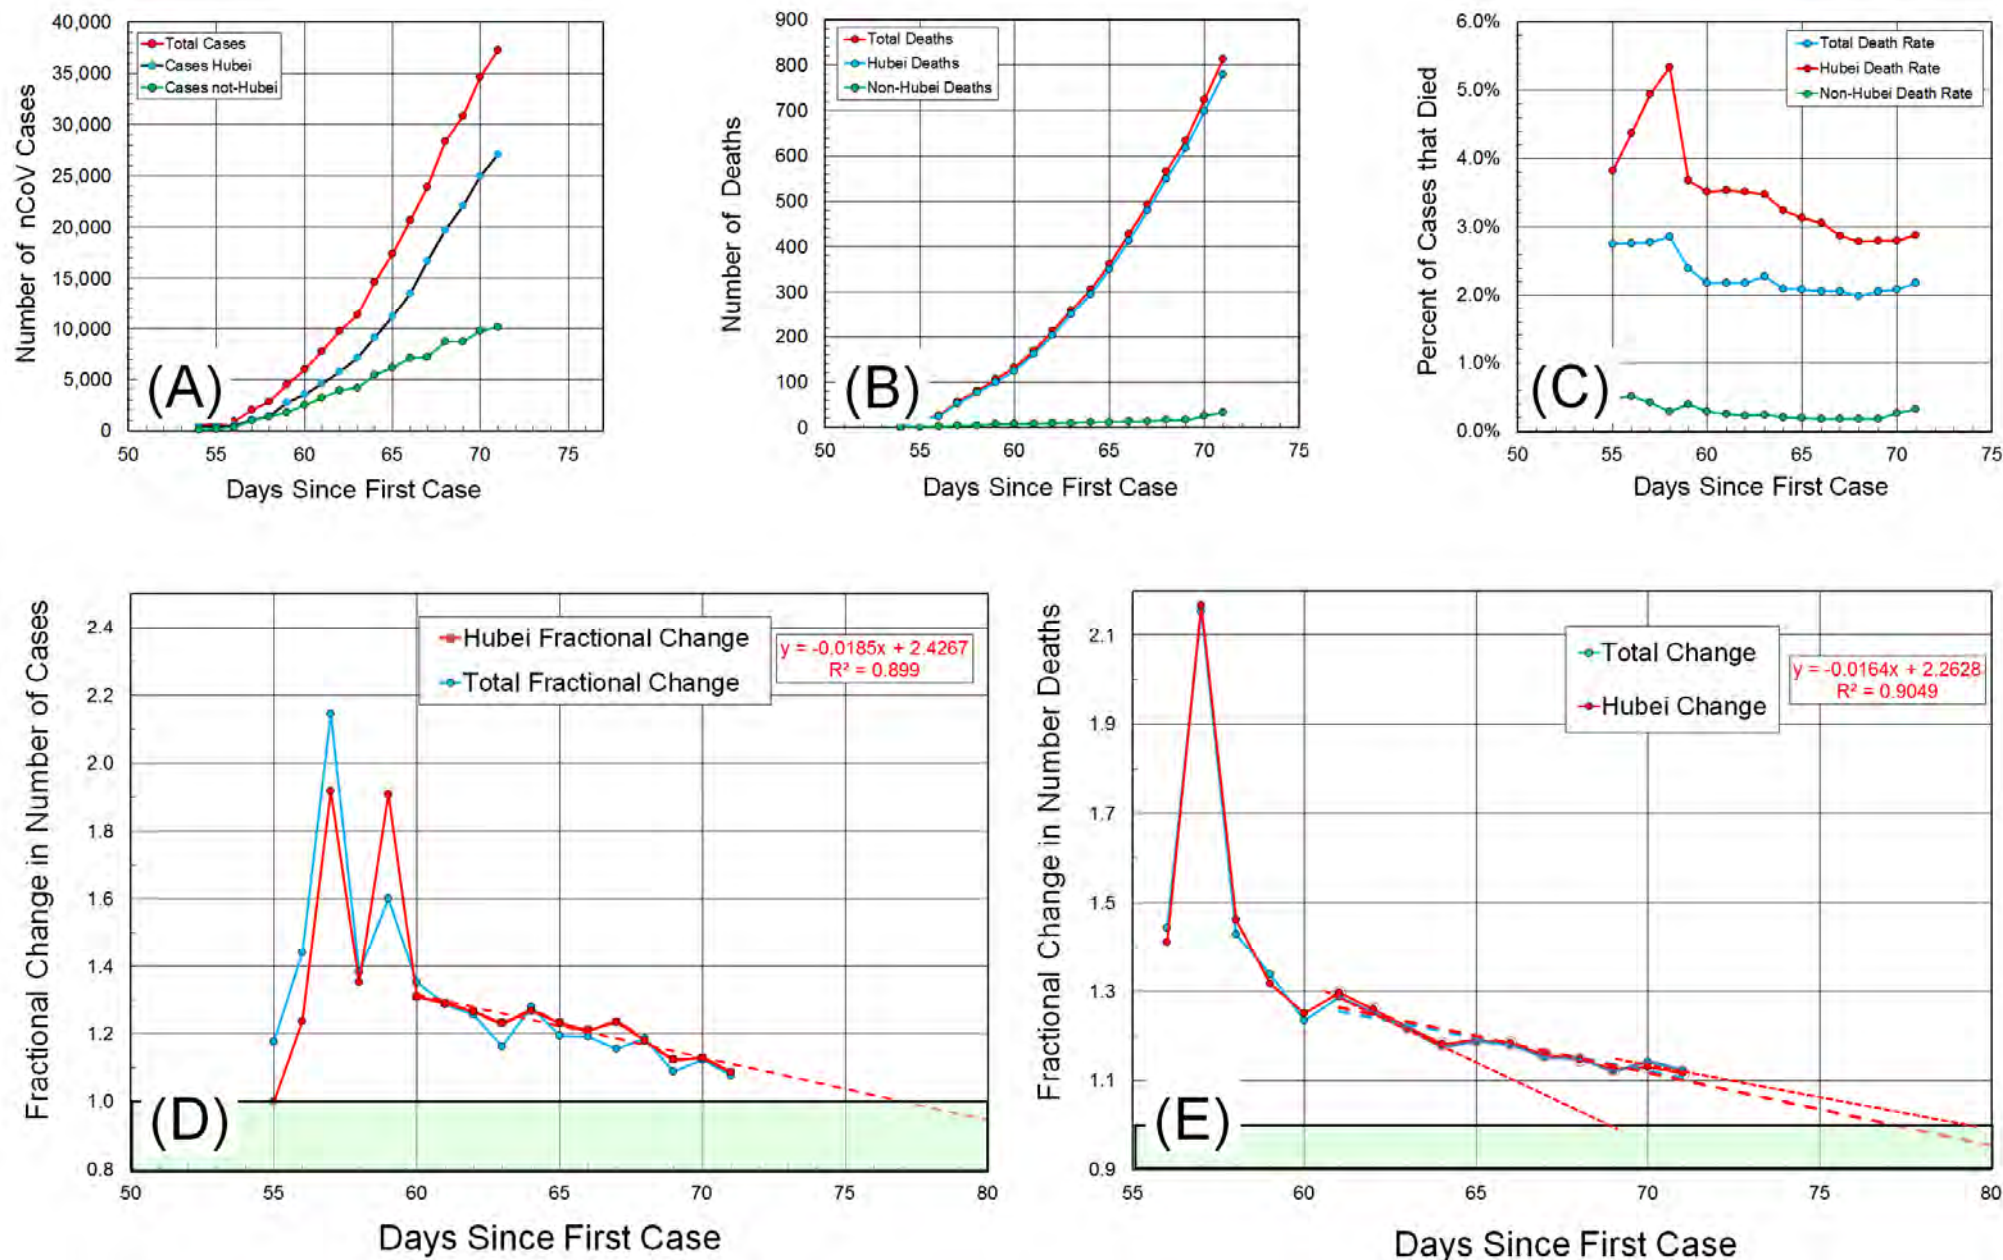 Number of nCoV Cases
40,000
35,000
30,000
25,000
20,000
15,000
10,000
5,000
0
Total Cases
Cases Hubei
Cases not-Hubei
(A)
50 55 60 65 70 75
Days Since First Case
Number of Deaths
900
800
700
600
500
400
300
200
100
0
Total Deaths
Hubei Deaths
Non-Hubei Deaths
(B)
50 55 60 65 70 75
Days Since First Case
Percent of Cases that Died
6.0%
5.0%
4.0%
3.0%
2.0%
1.0%
0.0%
Total Death Rate
Hubei Death Rate
Non-Hubei Death Rate
(C)
50 55 60 65 70 75
Days Since First Case
Fractional Change in Number of Cases
2.4
2.2
2.0
1.8
1.6
1.4
1.2
1.0
0.8
Hubei Fractional Change
Total Fractional Change
y = -0.0185x + 2.4267
R² = 0.899
(D)
50 55 60 65 70 75 80
Days Since First Case
Fractional Change in Number Deaths
2.1
1.9
1.7
1.5
1.3
1.1
0.9
Total Change
Hubei Change
y = -0.0164x + 2.2628
R² = 0.9049
(E)
55 60 65 70 75 80
Days Since First Case